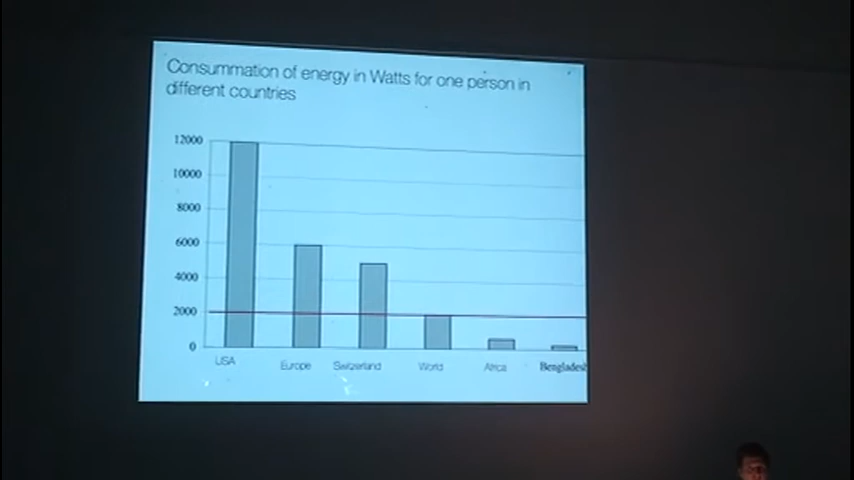 Consummation of energy in Watts for one person in
different countries
12000
10000
8000
6000
4000
2000
0
USA Europe Switzerland World Africa Bengladesh